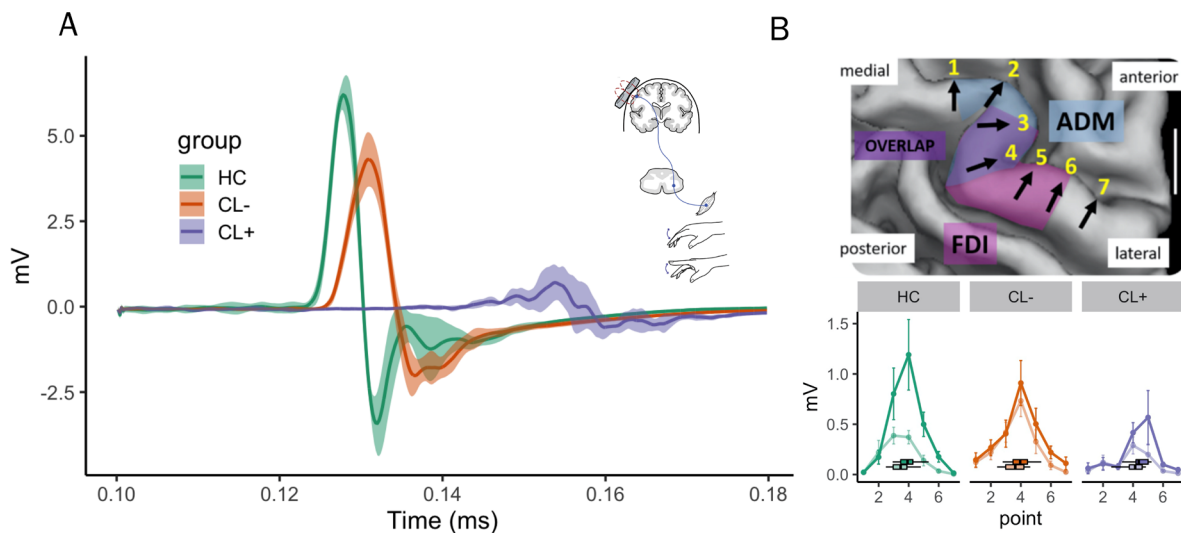 A
mV
5.0
2.5
0.0
-2.5
group
HC
CL-
CL+
0.10
0.12
0.14
0.16
0.18
Time (ms)
B
medial
1
2
anterior
3
ADM
OVERLAP
4
5
6
7
posterior
FDI
lateral
HC
CL-
CL+
mV
1.5
1.0
0.5
0.0
2
4
6
2
4
6
2
4
6
point